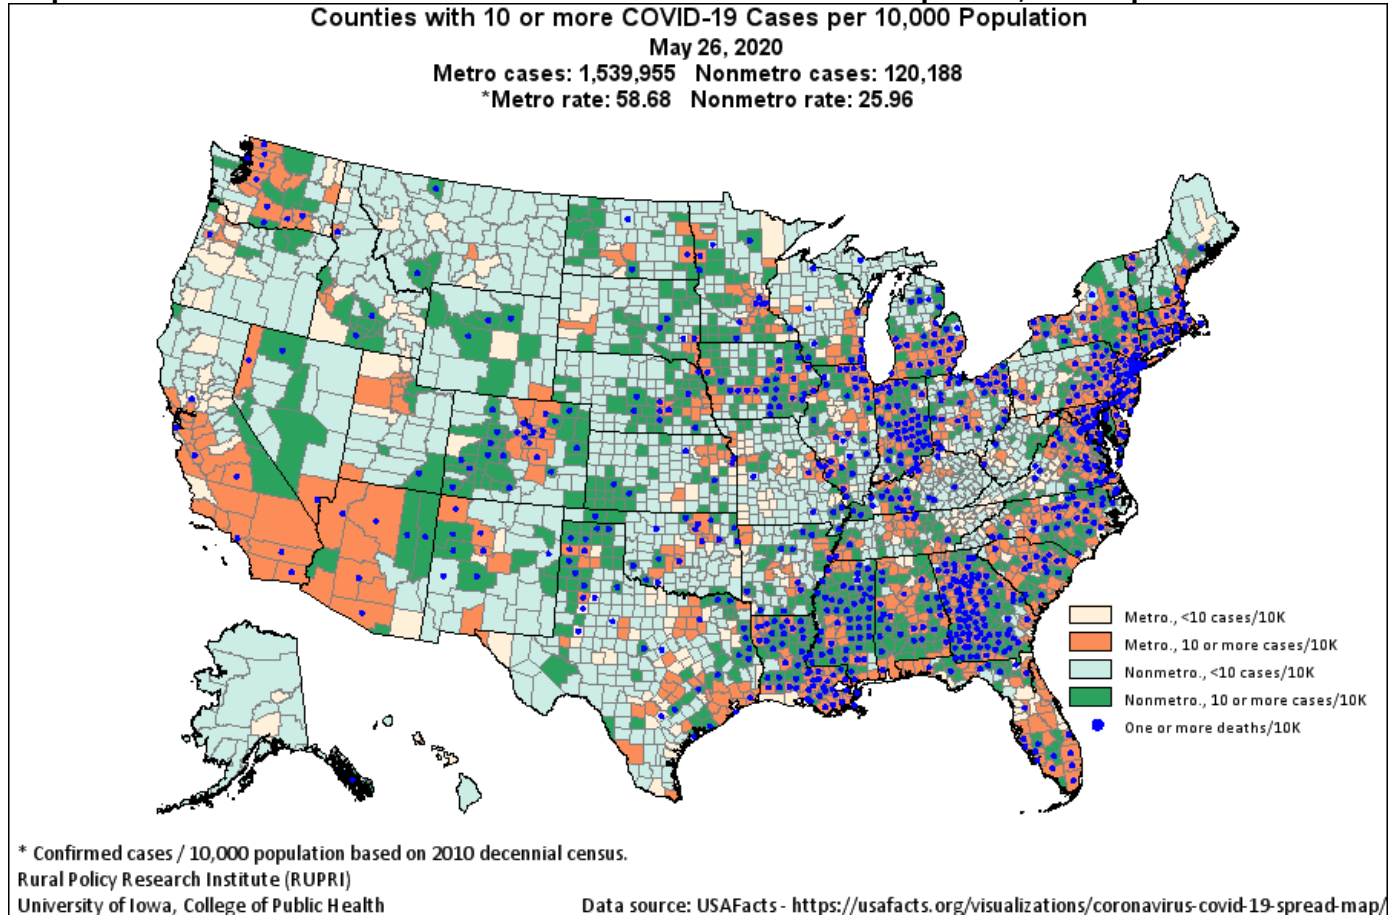 Counties with 10 or more COVID-19 Cases per 10,000 Population
May 26, 2020
Metro cases: 1,539,955 Nonmetro cases: 120,188
*Metro rate: 58.68 Nonmetro rate: 25.96
Metro., <10 cases/10K
Metro., 10 or more cases/10K
Nonmetro., <10 cases/10K
Nonmetro., 10 or more cases/10K
One or more deaths/10K
* Confirmed cases / 10,000 population based on 2010 decennial census.
Rural Policy Research Institute (RUPRI)
University of Iowa, College of Public Health
Data source: USAFacts - https://usafacts.org/visualizations/coronavirus-covid-19-spread-map/